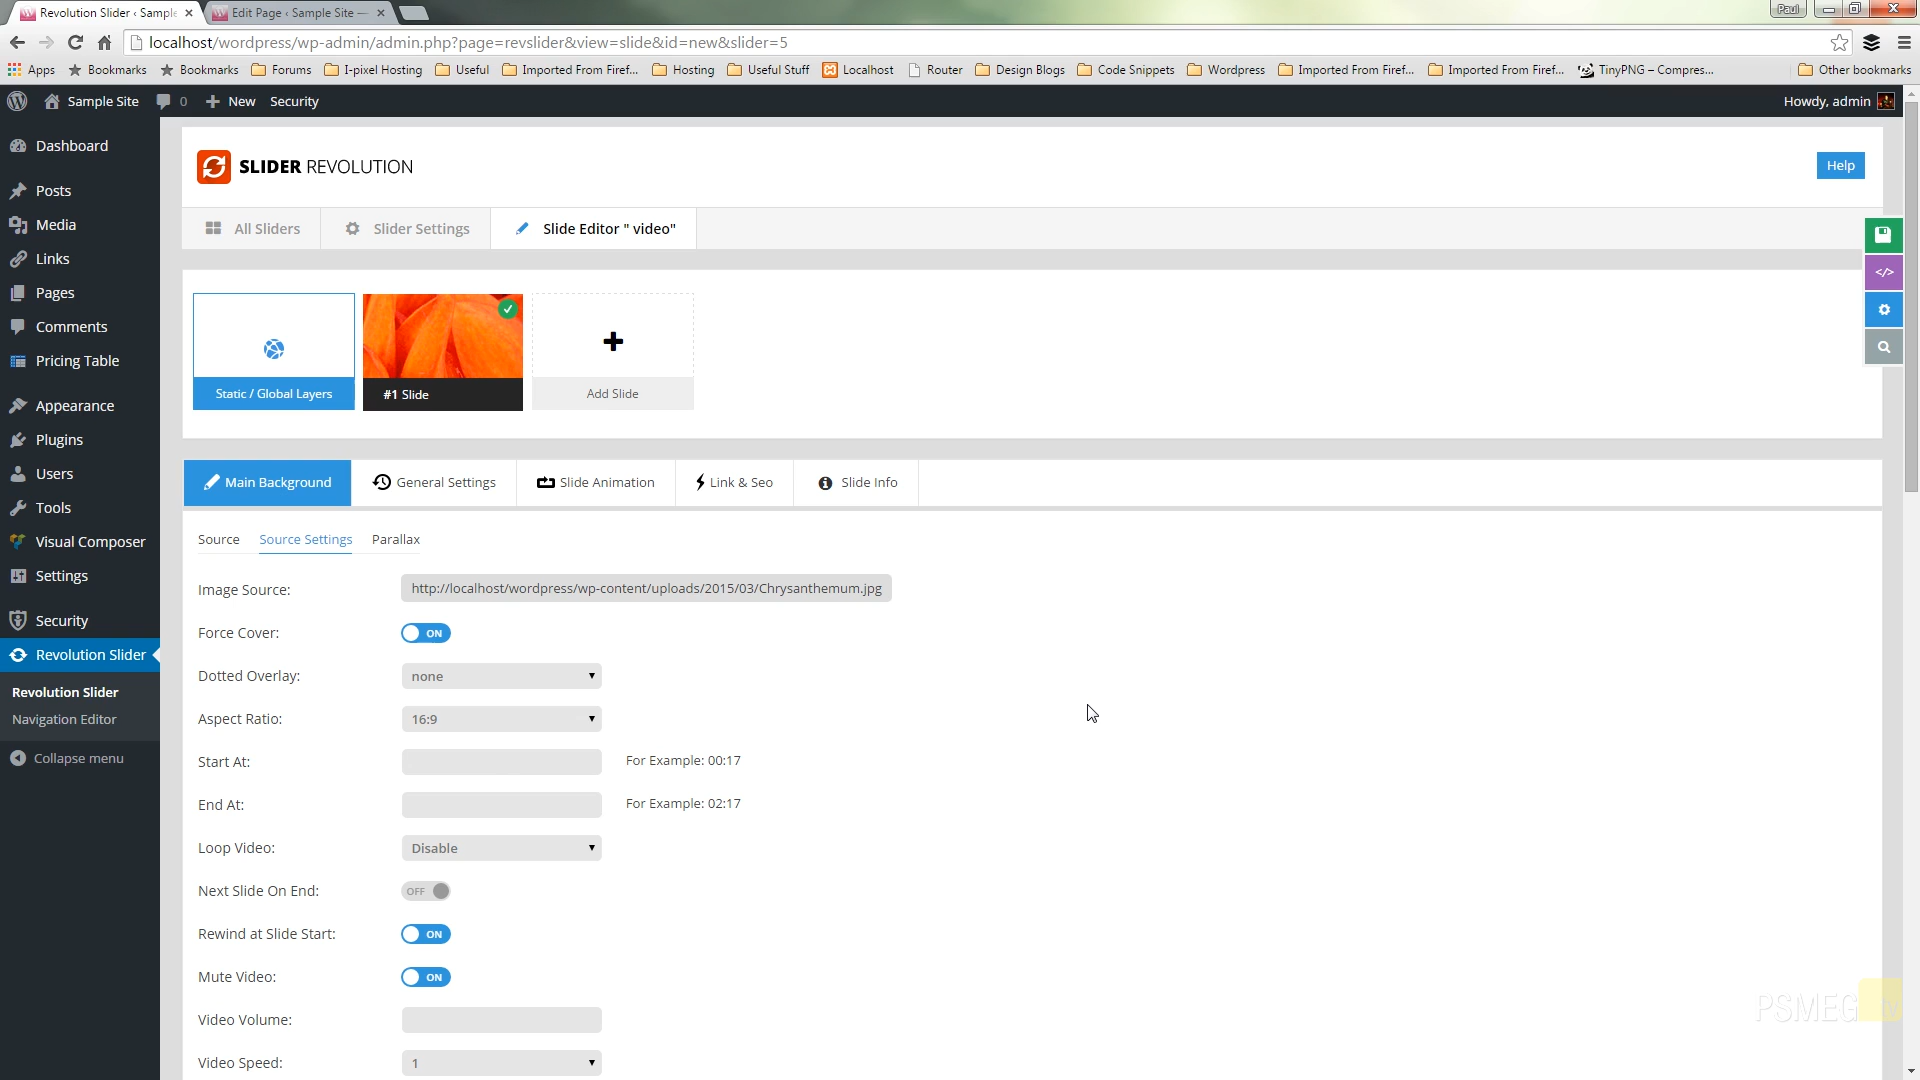 Revolution Slider ‹ Sample
Edit Page ‹ Sample Site —
Paul
localhost/wordpress/wp-admin/admin.php?page=revslider&view=slide&id=new&slider=5
Apps Bookmarks Bookmarks Forums I-pixel Hosting Useful Imported From Firef... Hosting Useful Stuff Localhost Router Design Blogs Code Snippets Wordpress Imported From Firef... Imported From Firef... TinyPNG – Compres... Other bookmarks
Sample Site 0 New Security Howdy, admin
Dashboard
Posts
Media
Links
Pages
Comments
Pricing Table
Appearance
Plugins
Users
Tools
Visual Composer
Settings
Security
Revolution Slider
Revolution Slider
Navigation Editor
Collapse menu
SLIDER REVOLUTION
Help
All Sliders Slider Settings Slide Editor " video"
Static / Global Layers #1 Slide Add Slide
Main Background General Settings Slide Animation Link & Seo Slide Info
Source Source Settings Parallax
Image Source: http://localhost/wordpress/wp-content/uploads/2015/03/Chrysanthemum.jpg
Force Cover: ON
Dotted Overlay: none
Aspect Ratio: 16:9
Start At: For Example: 00:17
End At: For Example: 02:17
Loop Video: Disable
Next Slide On End: OFF
Rewind at Slide Start: ON
Mute Video: ON
Video Volume:
Video Speed: 1
PSMEG tv